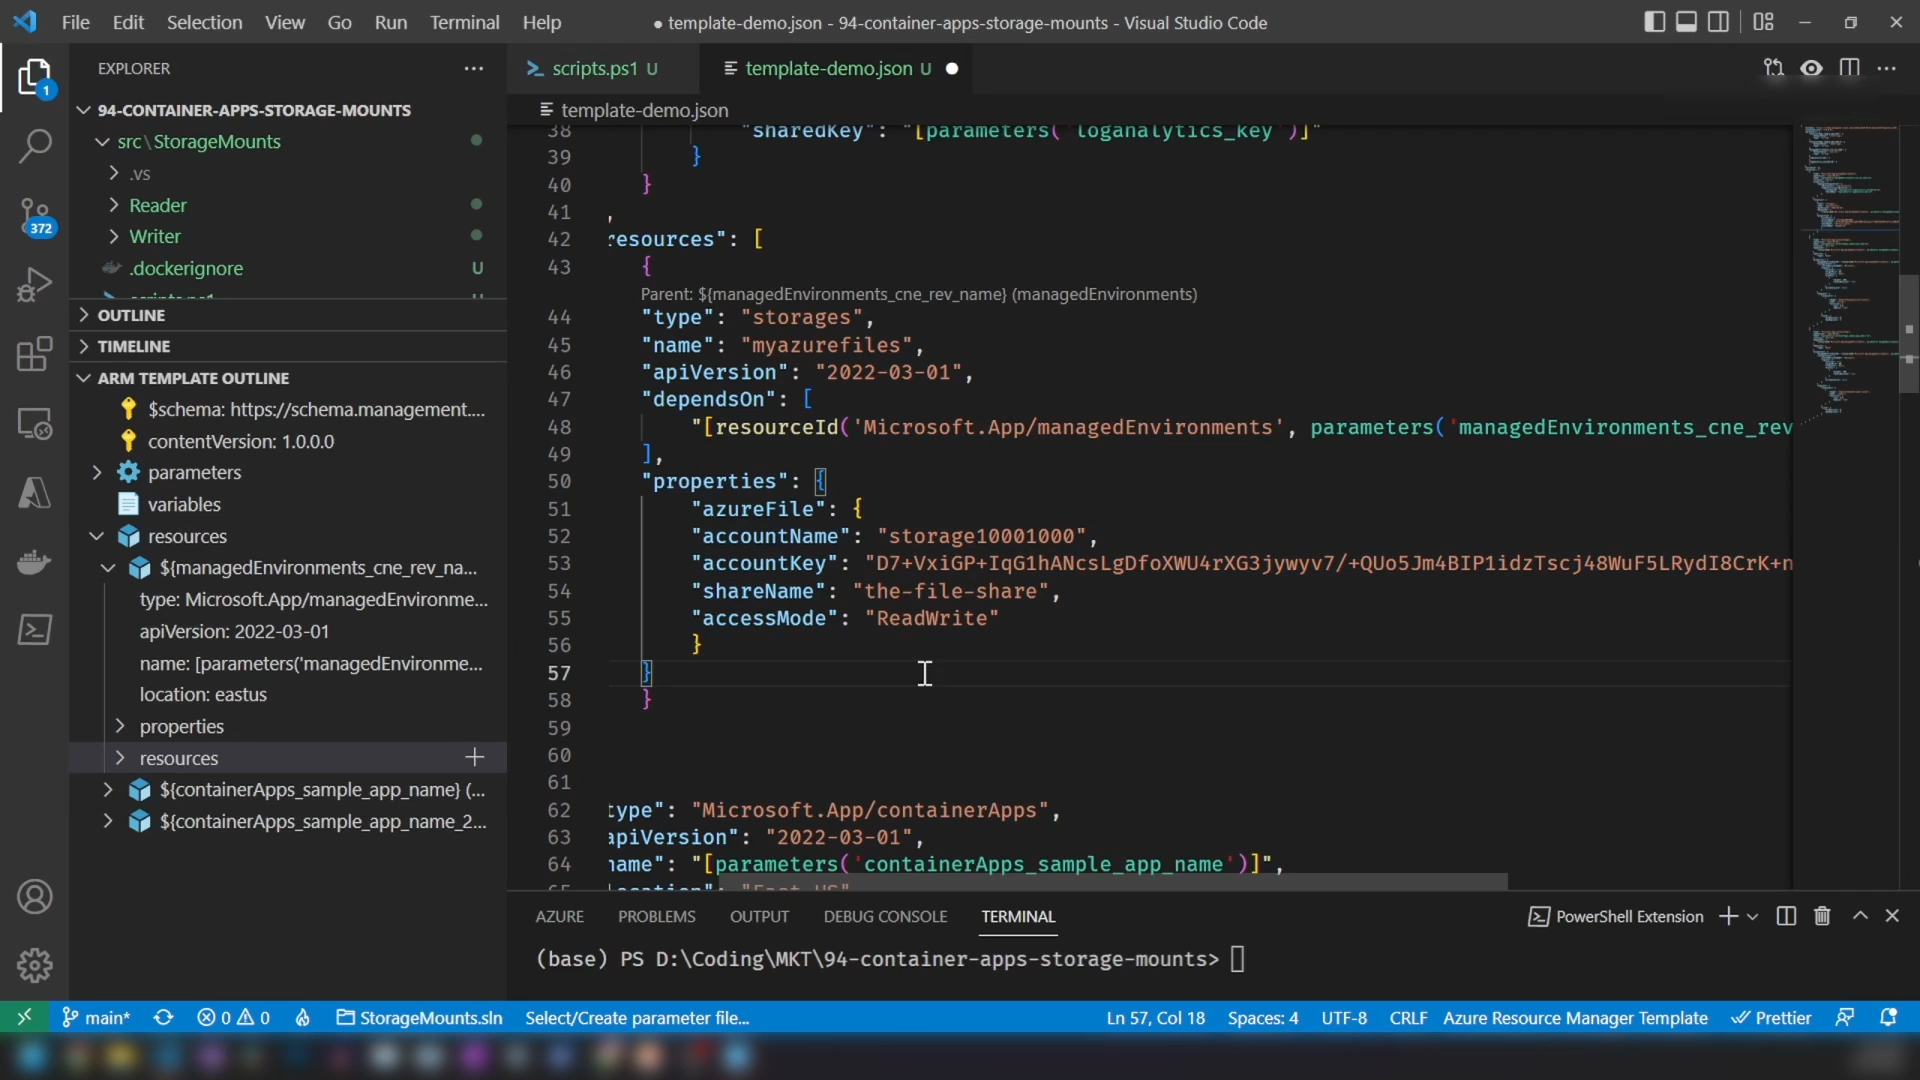 File Edit Selection View Go Run Terminal Help
● template-demo.json - 94-container-apps-storage-mounts - Visual Studio Code
EXPLORER
1
94-CONTAINER-APPS-STORAGE-MOUNTS
src\StorageMounts
.vs
Reader
Writer
.dockerignore U
372
OUTLINE
TIMELINE
ARM TEMPLATE OUTLINE
$schema: https://schema.management....
contentVersion: 1.0.0.0
parameters
variables
resources
${managedEnvironments_cne_rev_na...
type: Microsoft.App/managedEnvironme...
apiVersion: 2022-03-01
name: [parameters('managedEnvironme...
location: eastus
properties
resources
${containerApps_sample_app_name} (...
${containerApps_sample_app_name_2...
scripts.ps1 U
template-demo.json U
template-demo.json
38 "sharedKey": "[parameters('loganalytics_key')]"
39 }
40 }
41 ,
42 resources": [
43 {
Parent: ${managedEnvironments_cne_rev_name} (managedEnvironments)
44 "type": "storages",
45 "name": "myazurefiles",
46 "apiVersion": "2022-03-01",
47 "dependsOn": [
48 "[resourceId('Microsoft.App/managedEnvironments', parameters('managedEnvironments_cne_rev
49 ],
50 "properties": {
51 "azureFile": {
52 "accountName": "storage10001000",
53 "accountKey": "D7+VxiGP+IqG1hANcsLgDfoXWU4rXG3jywyv7/+QUo5Jm4BIP1idzTscj48WuF5LRydI8CrK+n
54 "shareName": "the-file-share",
55 "accessMode": "ReadWrite"
56 }
57 }
58 }
59
60
61
62 type": "Microsoft.App/containerApps",
63 apiVersion": "2022-03-01",
64 name": "[parameters('containerApps_sample_app_name')]",
AZURE PROBLEMS OUTPUT DEBUG CONSOLE TERMINAL
PowerShell Extension
(base) PS D:\Coding\MKT\94-container-apps-storage-mounts>
main* 0 0 StorageMounts.sln Select/Create parameter file...
Ln 57, Col 18 Spaces: 4 UTF-8 CRLF Azure Resource Manager Template Prettier